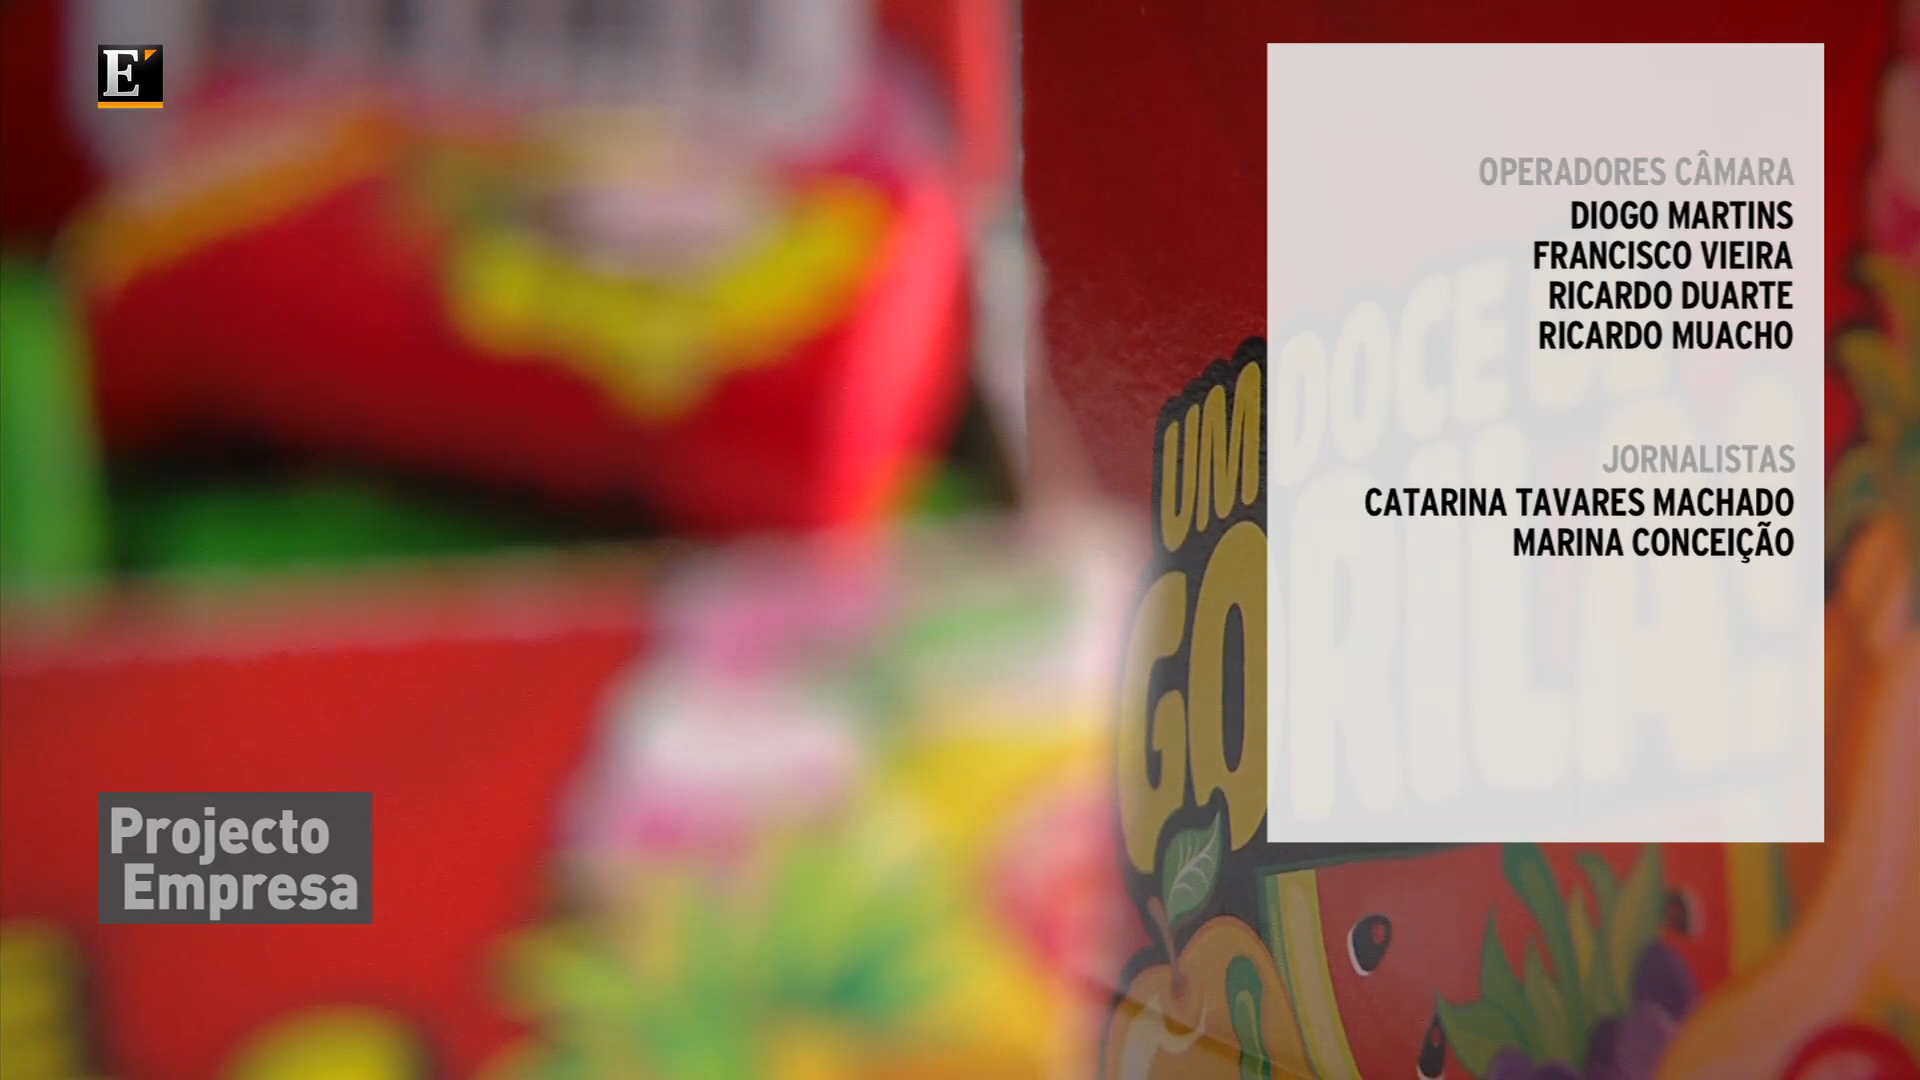 E
OPERADORES CÂMARA
DIOGO MARTINS
FRANCISCO VIEIRA
RICARDO DUARTE
RICARDO MUACHO
JORNALISTAS
CATARINA TAVARES MACHADO
MARINA CONCEIÇÃO
UM DOCE
GORILA!
Projecto
Empresa